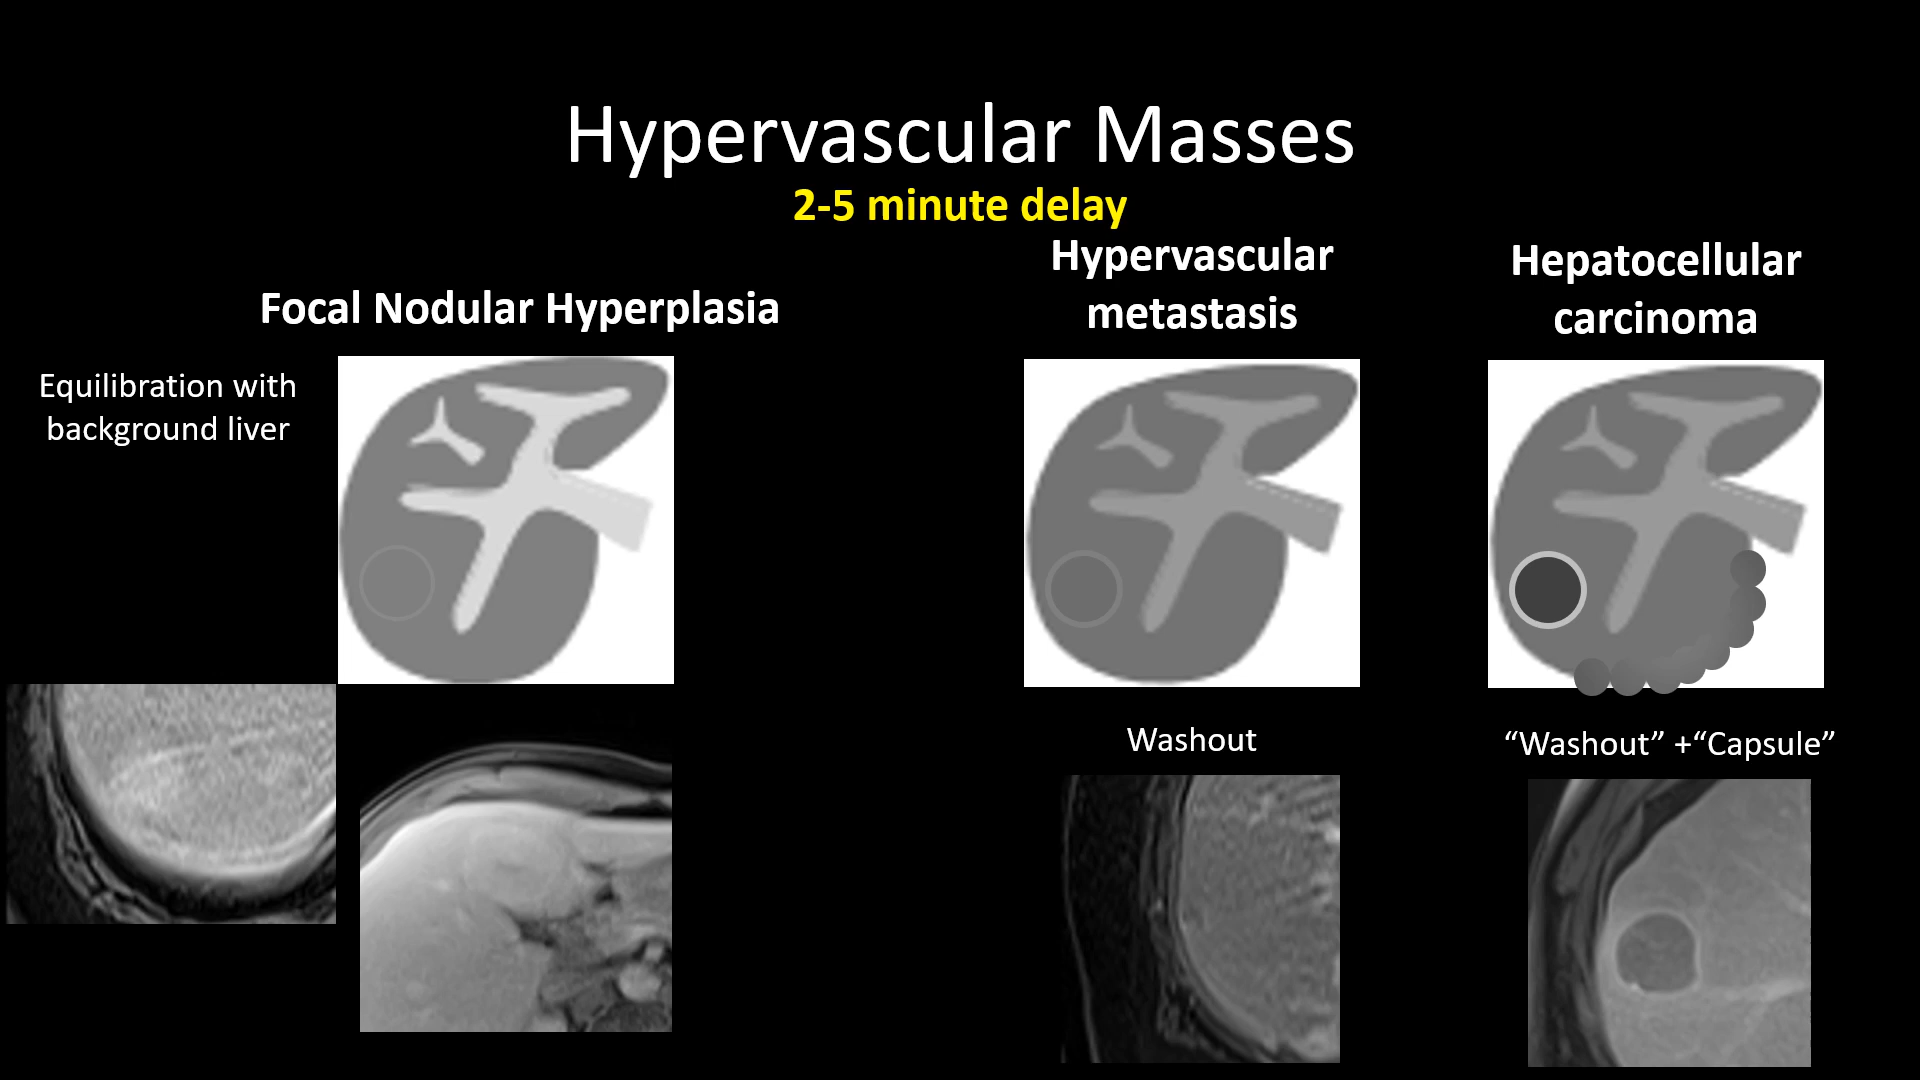 Hypervascular Masses
2-5 minute delay
Focal Nodular Hyperplasia
Equilibration with
background liver
Hypervascular
metastasis
Washout
Hepatocellular
carcinoma
“Washout” +“Capsule”